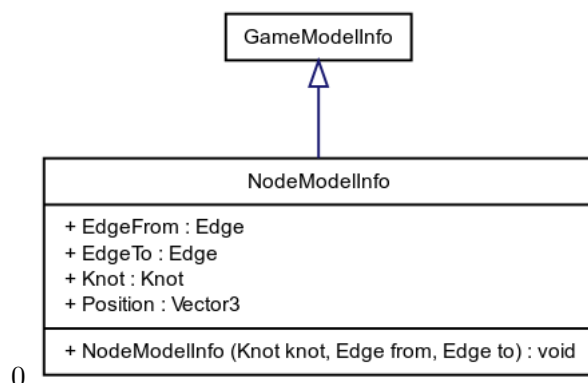 GameModelInfo
NodeModelInfo
+ EdgeFrom : Edge
+ EdgeTo : Edge
+ Knot : Knot
+ Position : Vector3
+ NodeModelInfo (Knot knot, Edge from, Edge to) : void
0